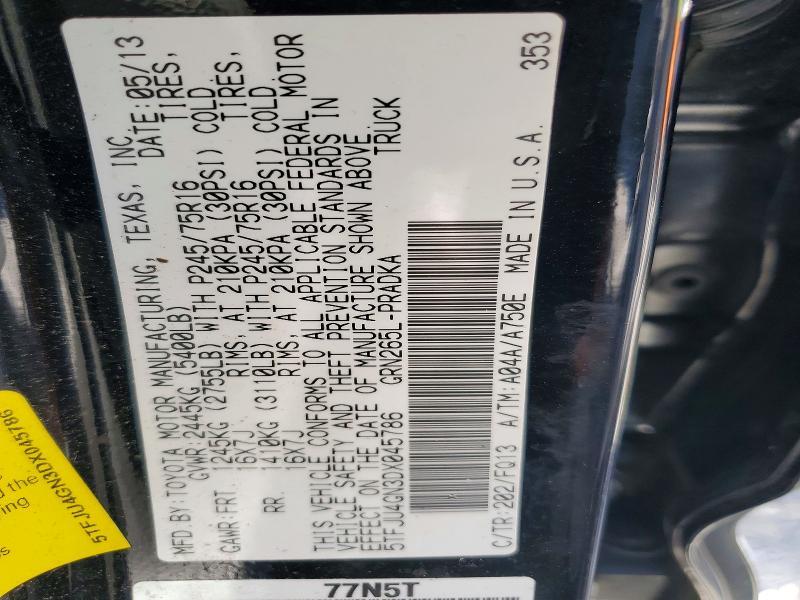 MFD.BY:TOYOTA MOTOR MANUFACTURING, TEXAS, INC. DATE:05/13
GVWR 2445KG (5400LB)
GAWR:FRT. 1245KG (2755LB) WITH P245/75R16 TIRES,
16X7J RIMS, AT 210KPA (30PSI) COLD
RR. 1410KG (3110LB) WITH P245/75R16 TIRES,
16X7J RIMS, AT 210KPA (30PSI) COLD
THIS VEHICLE CONFORMS TO ALL APPLICABLE FEDERAL MOTOR
VEHICLE SAFETY AND THEFT PREVENTION STANDARDS IN
EFFECT ON THE DATE OF MANUFACTURE SHOWN ABOVE.
5TFJU4GN3DX045786 GRN265L-PRADKA TRUCK
C/TR:202/FQ13 A/TM:A04A/A750E MADE IN U.S.A. 353
5TFJU4GN3DX045786
the
77N5T